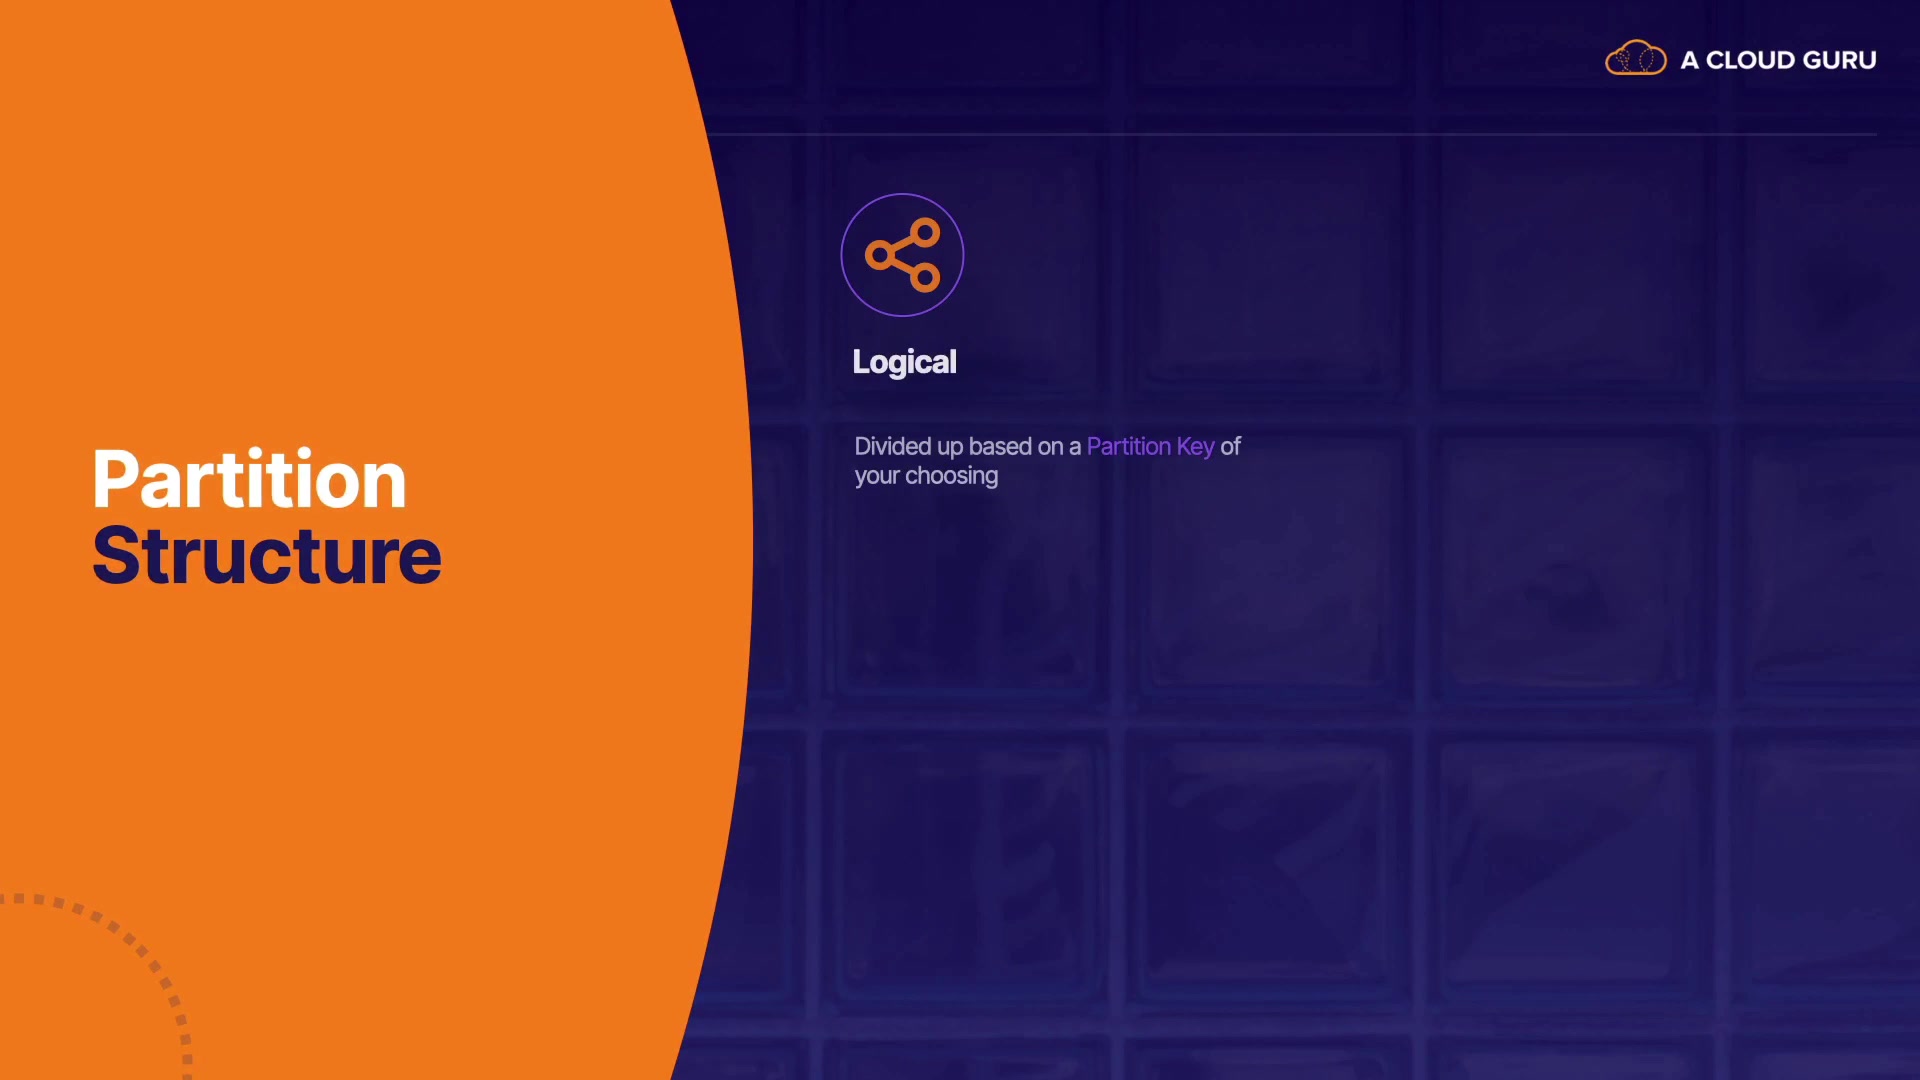 A CLOUD GURU
Partition
Structure
Logical
Divided up based on a Partition Key of
your choosing